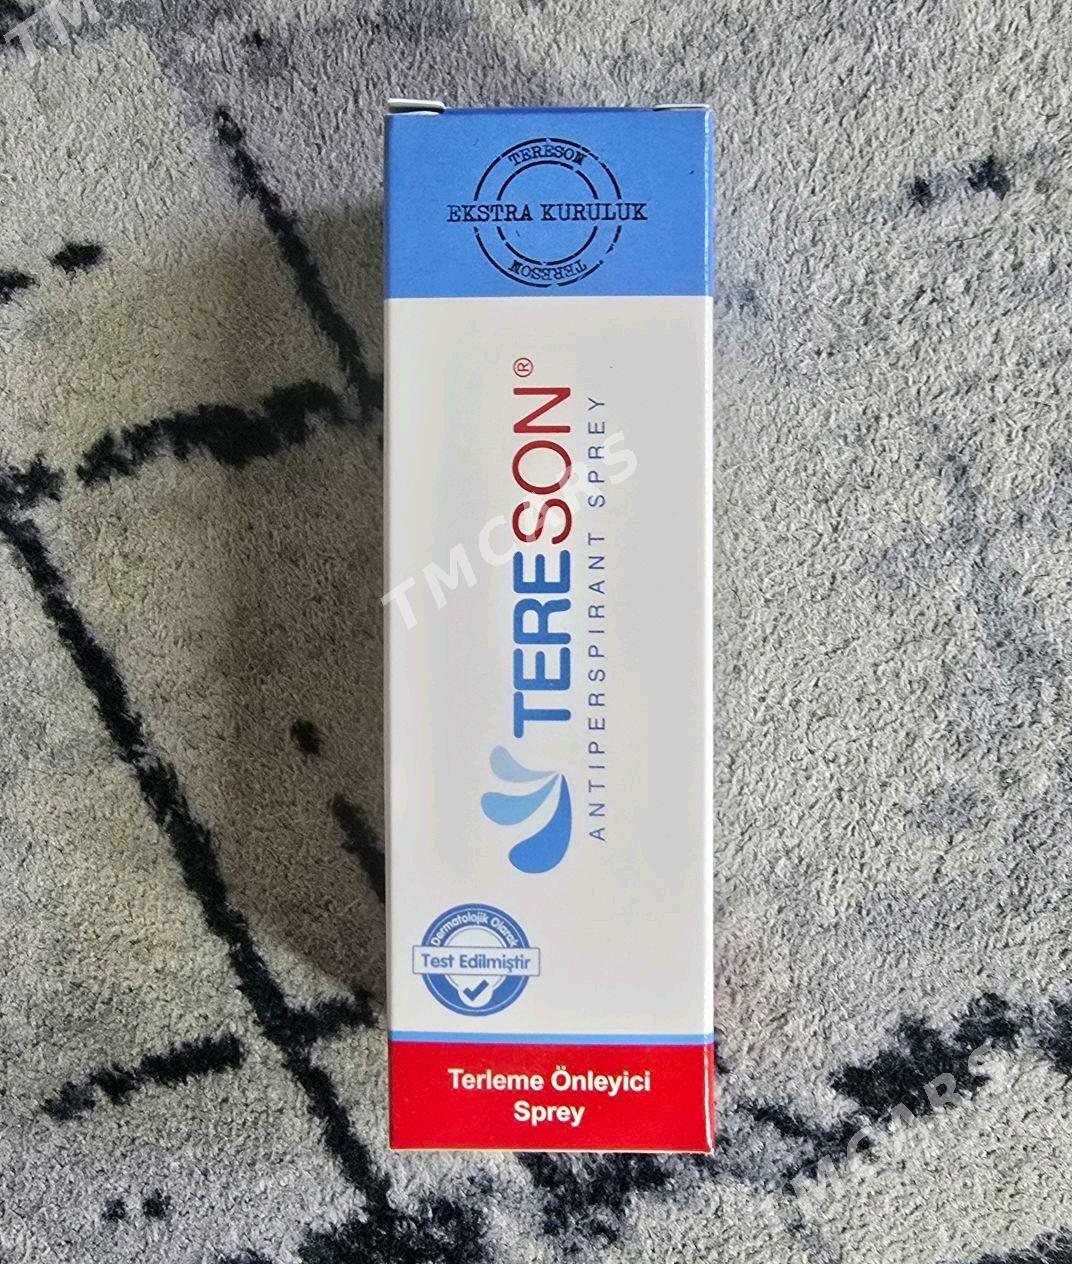 TERESON
EKSTRA KURULUK
TERESON
TERESON®
ANTIPERSPIRANT SPREY
Dermatolojik Olarak
Test Edilmiştir
Terleme Önleyici
Sprey
TMCARS
TMCARS